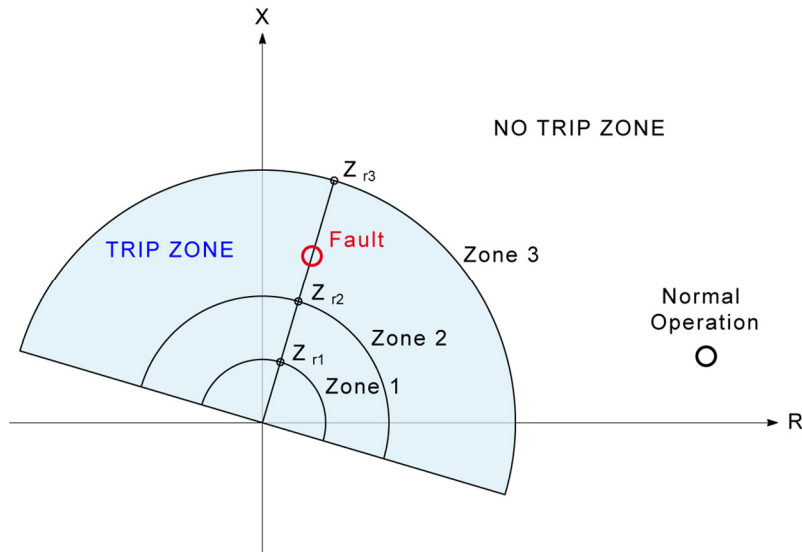 X
NO TRIP ZONE
Z r3
TRIP ZONE
Fault
Zone 3
Z r2
Normal
Operation
Zone 2
Z r1
Zone 1
R